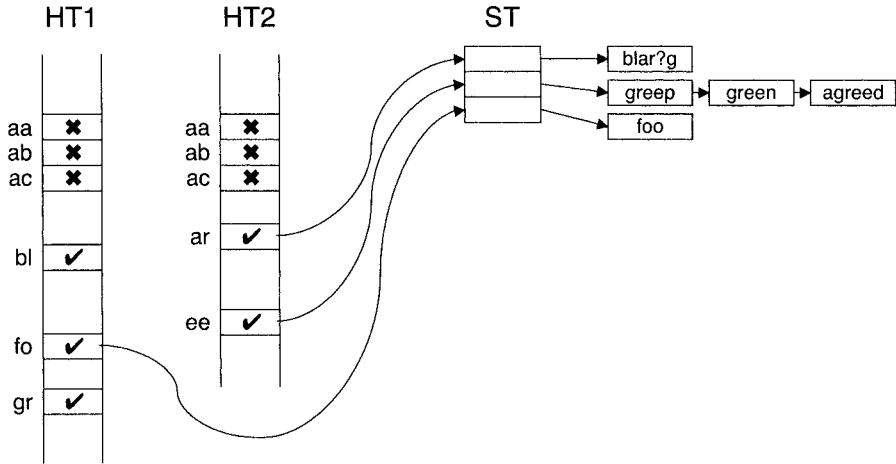 HT1 HT2 ST
blar?g
greep green agreed
foo
aa ✖ aa ✖
ab ✖ ab ✖
ac ✖ ac ✖
ar ✔
bl ✔
ee ✔
fo ✔
gr ✔